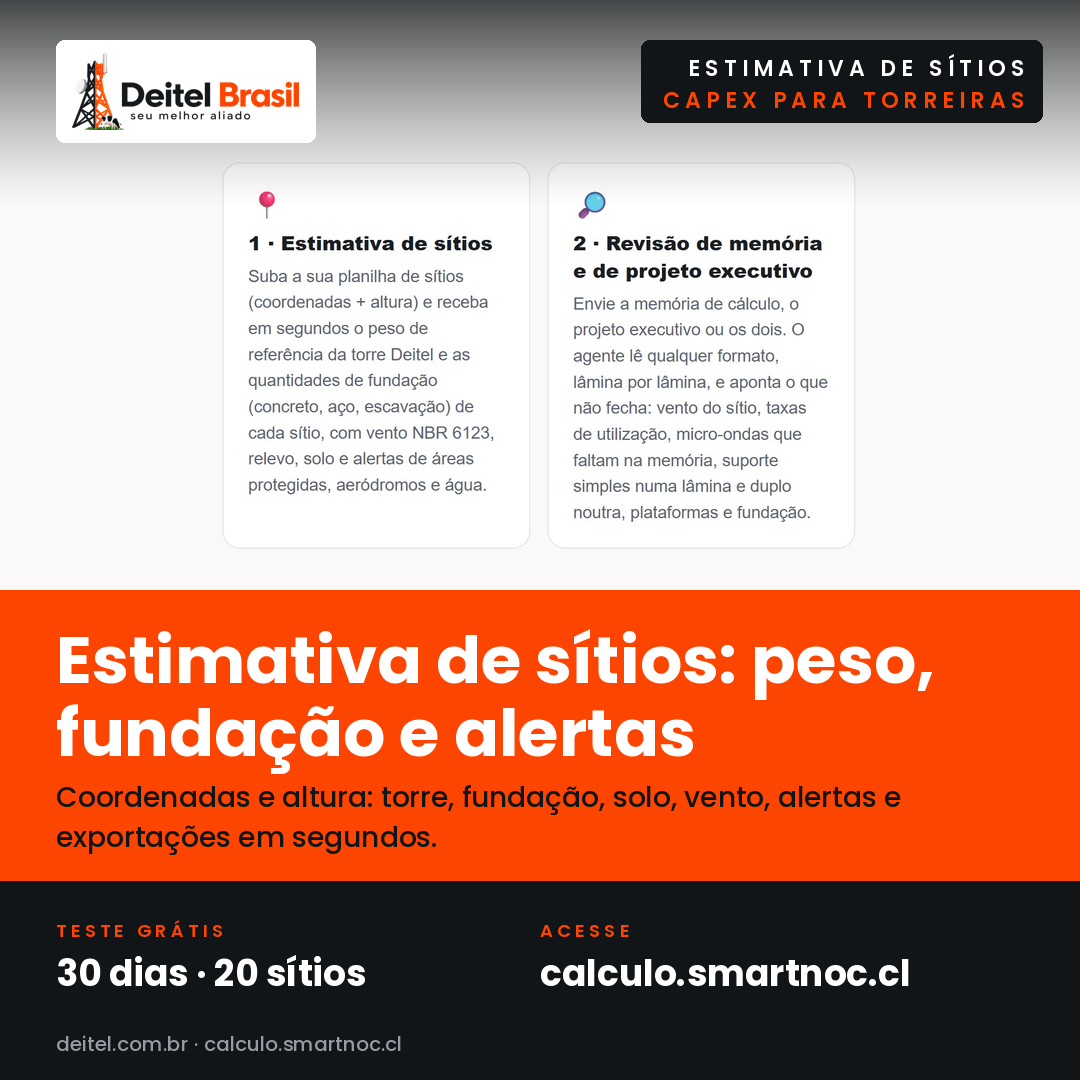 Deitel Brasil
seu melhor aliado
ESTIMATIVA DE SÍTIOS
CAPEX PARA TORREIRAS
1 · Estimativa de sítios
Suba a sua planilha de sítios
(coordenadas + altura) e receba
em segundos o peso de
referência da torre Deitel e as
quantidades de fundação
(concreto, aço, escavação) de
cada sítio, com vento NBR 6123,
relevo, solo e alertas de áreas
protegidas, aeródromos e água.
2 · Revisão de memória
e de projeto executivo
Envie a memória de cálculo, o
projeto executivo ou os dois. O
agente lê qualquer formato,
lâmina por lâmina, e aponta o que
não fecha: vento do sítio, taxas
de utilização, micro-ondas que
faltam na memória, suporte
simples numa lâmina e duplo
noutra, plataformas e fundação.
Estimativa de sítios: peso,
fundação e alertas
Coordenadas e altura: torre, fundação, solo, vento, alertas e
exportações em segundos.
TESTE GRÁTIS
30 dias · 20 sítios
ACESSE
calculo.smartnoc.cl
deitel.com.br · calculo.smartnoc.cl